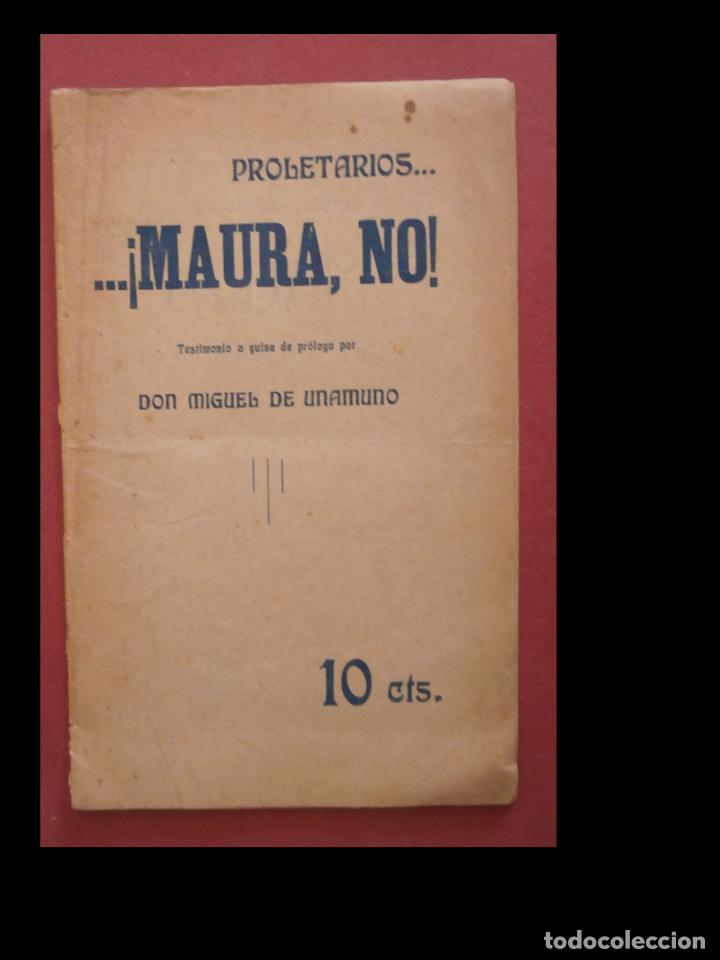 PROLETARIOS...
...¡MAURA, NO!
Testimonio a guisa de prólogo por
DON MIGUEL DE UNAMUNO
10 cts.
todocoleccion